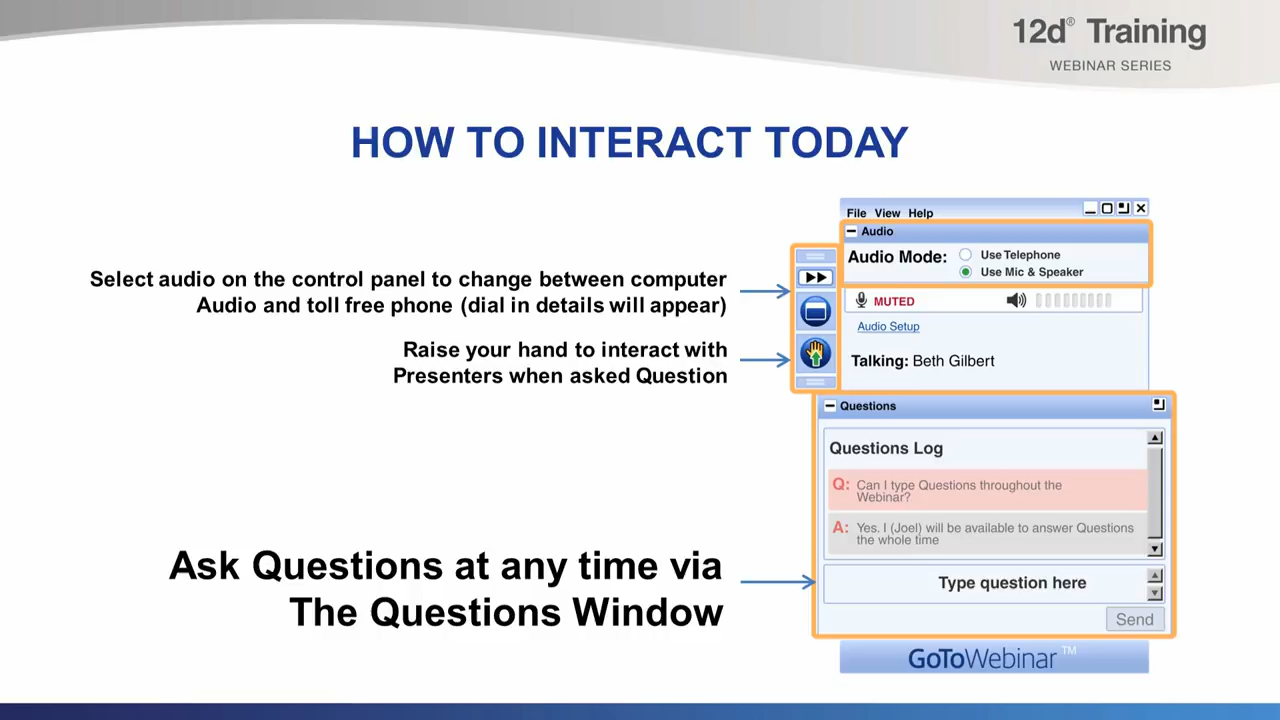 12d® Training
WEBINAR SERIES
HOW TO INTERACT TODAY
Select audio on the control panel to change between computer
Audio and toll free phone (dial in details will appear)
Raise your hand to interact with
Presenters when asked Question
Ask Questions at any time via
The Questions Window
File View Help
Audio
Audio Mode:
Use Telephone
Use Mic & Speaker
MUTED
Audio Setup
Talking: Beth Gilbert
Questions
Questions Log
Q: Can I type Questions throughout the
Webinar?
A: Yes. I (Joel) will be available to answer Questions
the whole time
Type question here
Send
GoToWebinar™